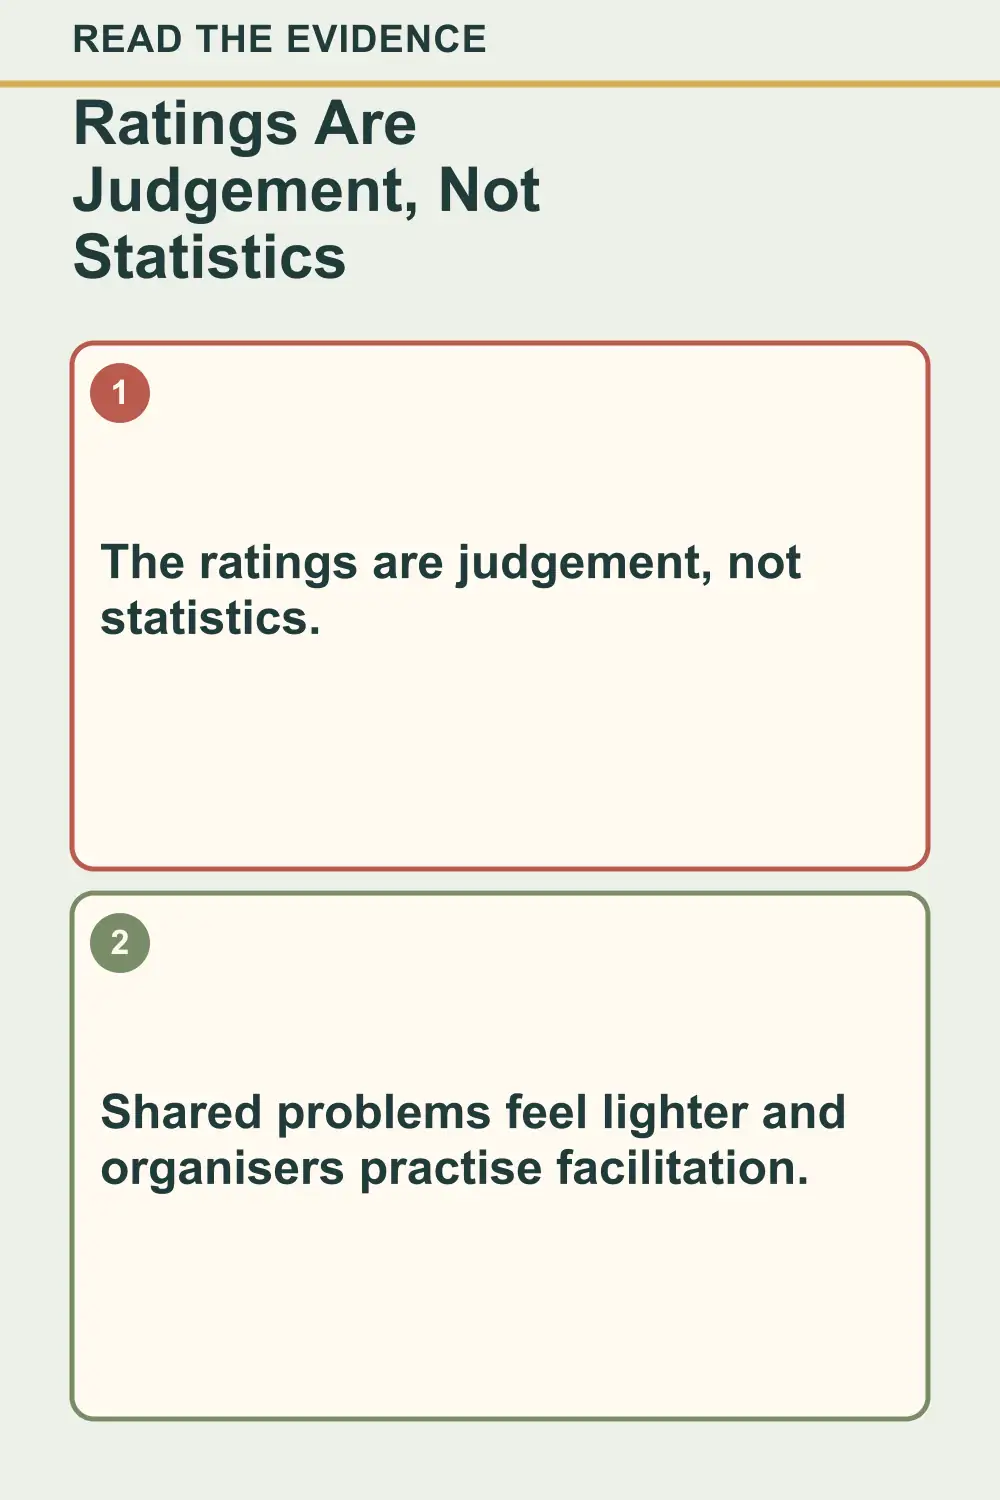 READ THE EVIDENCE
Ratings Are
Judgement, Not
Statistics
1
The ratings are judgement, not
statistics.
2
Shared problems feel lighter and
organisers practise facilitation.